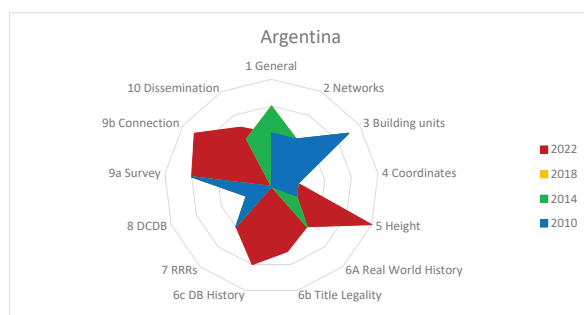 Argentina
1 General
10 Dissemination
2 Networks
9b Connection
3 Building units
9a Survey
4 Coordinates
8 DCDB
5 Height
7 RRRs
6A Real World History
6c DB History
6b Title Legality
2022
2018
2014
2010